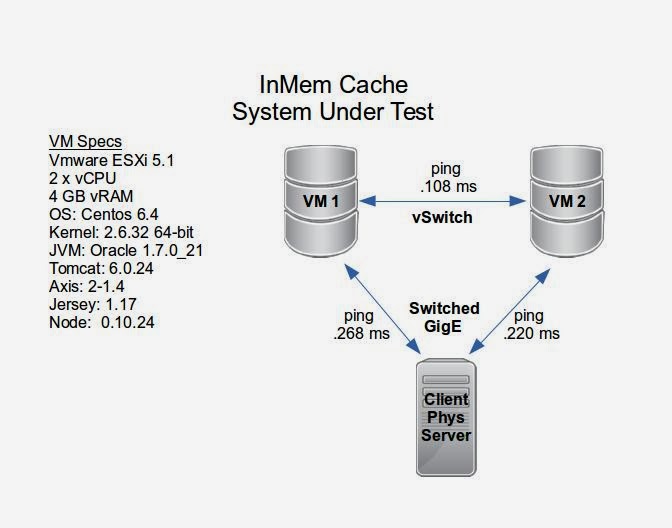 InMem Cache
System Under Test
VM Specs
Vmware ESXi 5.1
2 x vCPU
4 GB vRAM
OS: Centos 6.4
Kernel: 2.6.32 64-bit
JVM: Oracle 1.7.0_21
Tomcat: 6.0.24
Axis: 2-1.4
Jersey: 1.17
Node:  0.10.24
VM 1
ping
.108 ms
vSwitch
VM 2
ping
.268 ms
Switched
GigE
ping
.220 ms
Client
Phys
Server